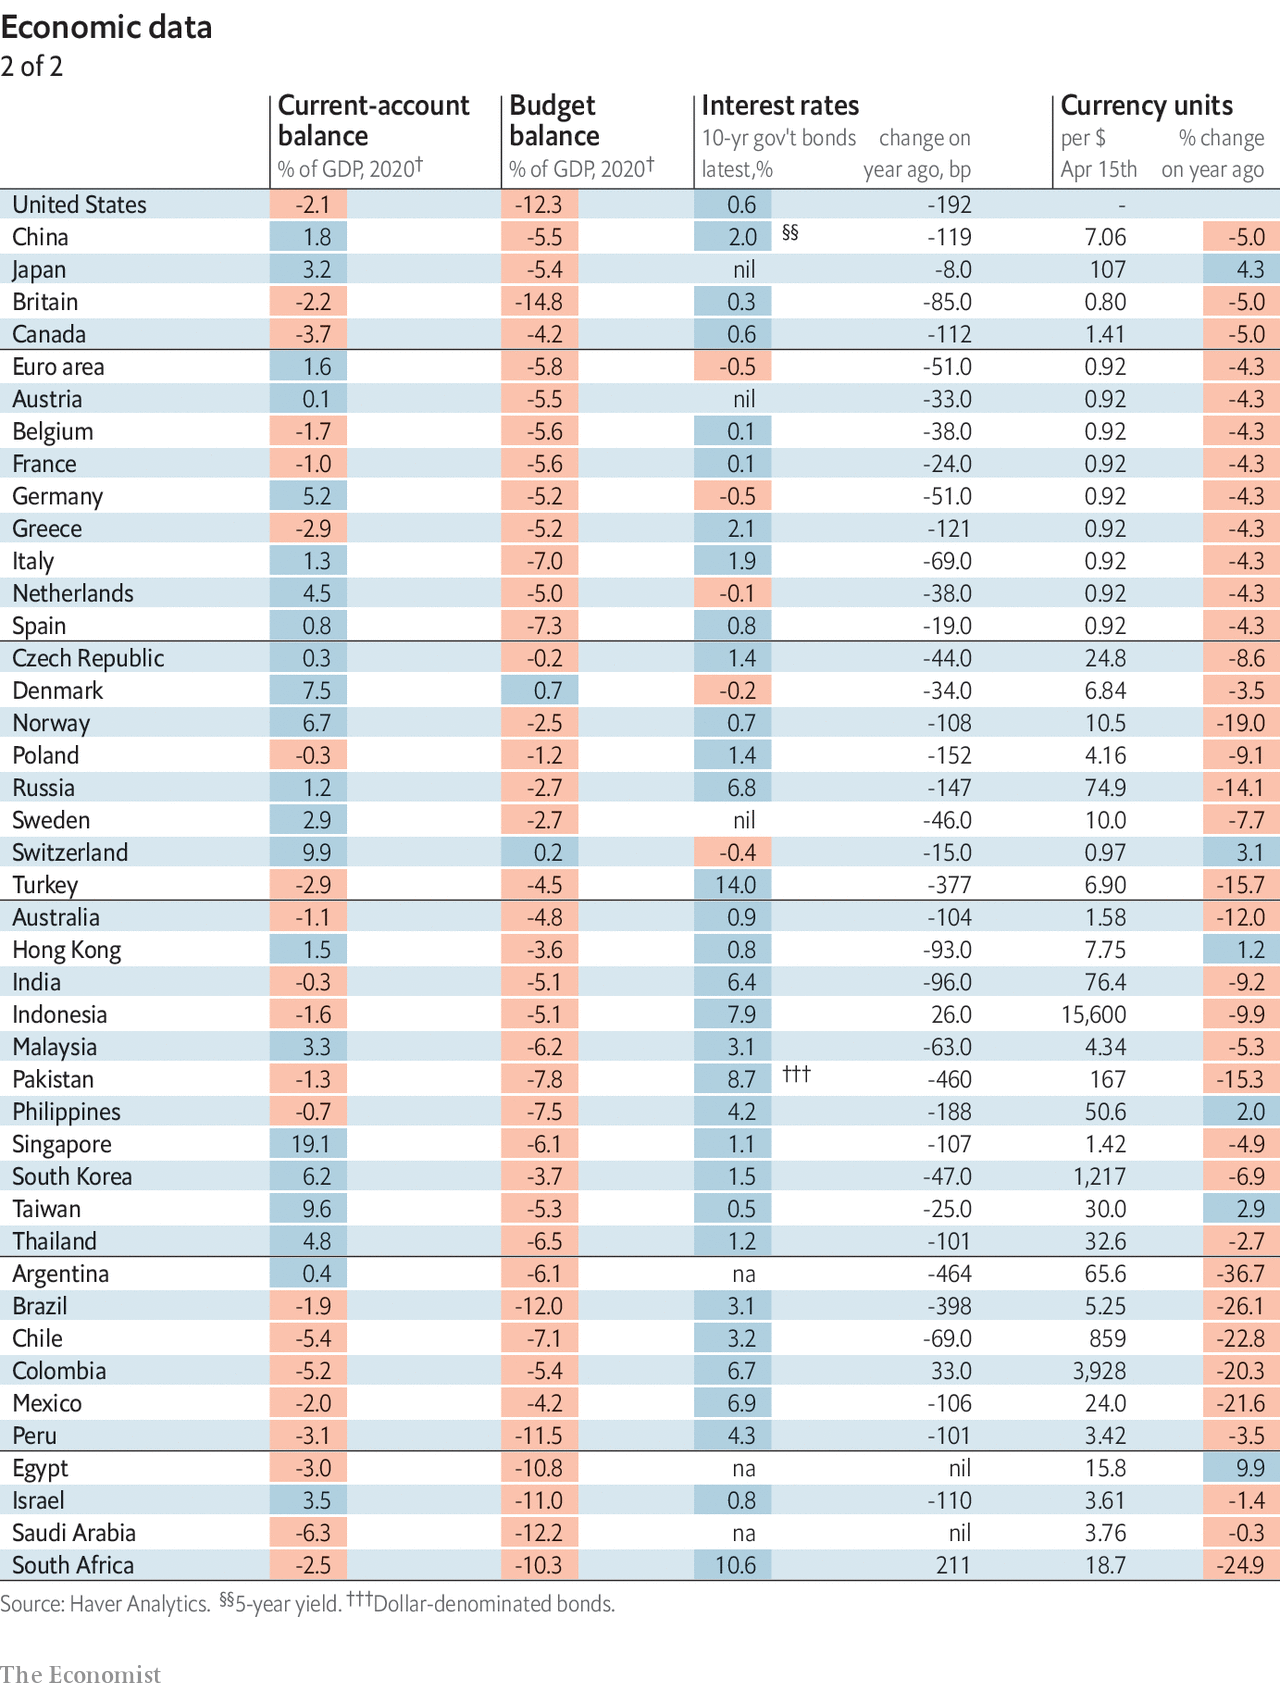 Economic data
2 of 2
Current-account balance Budget balance Interest rates Currency units
% of GDP, 2020† % of GDP, 2020† 10-yr gov't bonds latest,% change on year ago, bp per $ Apr 15th % change on year ago
United States -2.1 -12.3 0.6 -192 -
China 1.8 -5.5 2.0 §§ -119 7.06 -5.0
Japan 3.2 -5.4 nil -8.0 107 4.3
Britain -2.2 -14.8 0.3 -85.0 0.80 -5.0
Canada -3.7 -4.2 0.6 -112 1.41 -5.0
Euro area 1.6 -5.8 -0.5 -51.0 0.92 -4.3
Austria 0.1 -5.5 nil -33.0 0.92 -4.3
Belgium -1.7 -5.6 0.1 -38.0 0.92 -4.3
France -1.0 -5.6 0.1 -24.0 0.92 -4.3
Germany 5.2 -5.2 -0.5 -51.0 0.92 -4.3
Greece -2.9 -5.2 2.1 -121 0.92 -4.3
Italy 1.3 -7.0 1.9 -69.0 0.92 -4.3
Netherlands 4.5 -5.0 -0.1 -38.0 0.92 -4.3
Spain 0.8 -7.3 0.8 -19.0 0.92 -4.3
Czech Republic 0.3 -0.2 1.4 -44.0 24.8 -8.6
Denmark 7.5 0.7 -0.2 -34.0 6.84 -3.5
Norway 6.7 -2.5 0.7 -108 10.5 -19.0
Poland -0.3 -1.2 1.4 -152 4.16 -9.1
Russia 1.2 -2.7 6.8 -147 74.9 -14.1
Sweden 2.9 -2.7 nil -46.0 10.0 -7.7
Switzerland 9.9 0.2 -0.4 -15.0 0.97 3.1
Turkey -2.9 -4.5 14.0 -377 6.90 -15.7
Australia -1.1 -4.8 0.9 -104 1.58 -12.0
Hong Kong 1.5 -3.6 0.8 -93.0 7.75 1.2
India -0.3 -5.1 6.4 -96.0 76.4 -9.2
Indonesia -1.6 -5.1 7.9 26.0 15,600 -9.9
Malaysia 3.3 -6.2 3.1 -63.0 4.34 -5.3
Pakistan -1.3 -7.8 8.7 ††† -460 167 -15.3
Philippines -0.7 -7.5 4.2 -188 50.6 2.0
Singapore 19.1 -6.1 1.1 -107 1.42 -4.9
South Korea 6.2 -3.7 1.5 -47.0 1,217 -6.9
Taiwan 9.6 -5.3 0.5 -25.0 30.0 2.9
Thailand 4.8 -6.5 1.2 -101 32.6 -2.7
Argentina 0.4 -6.1 na -464 65.6 -36.7
Brazil -1.9 -12.0 3.1 -398 5.25 -26.1
Chile -5.4 -7.1 3.2 -69.0 859 -22.8
Colombia -5.2 -5.4 6.7 33.0 3,928 -20.3
Mexico -2.0 -4.2 6.9 -106 24.0 -21.6
Peru -3.1 -11.5 4.3 -101 3.42 -3.5
Egypt -3.0 -10.8 na nil 15.8 9.9
Israel 3.5 -11.0 0.8 -110 3.61 -1.4
Saudi Arabia -6.3 -12.2 na nil 3.76 -0.3
South Africa -2.5 -10.3 10.6 211 18.7 -24.9
Source: Haver Analytics. §§5-year yield. †††Dollar-denominated bonds.
The Economist